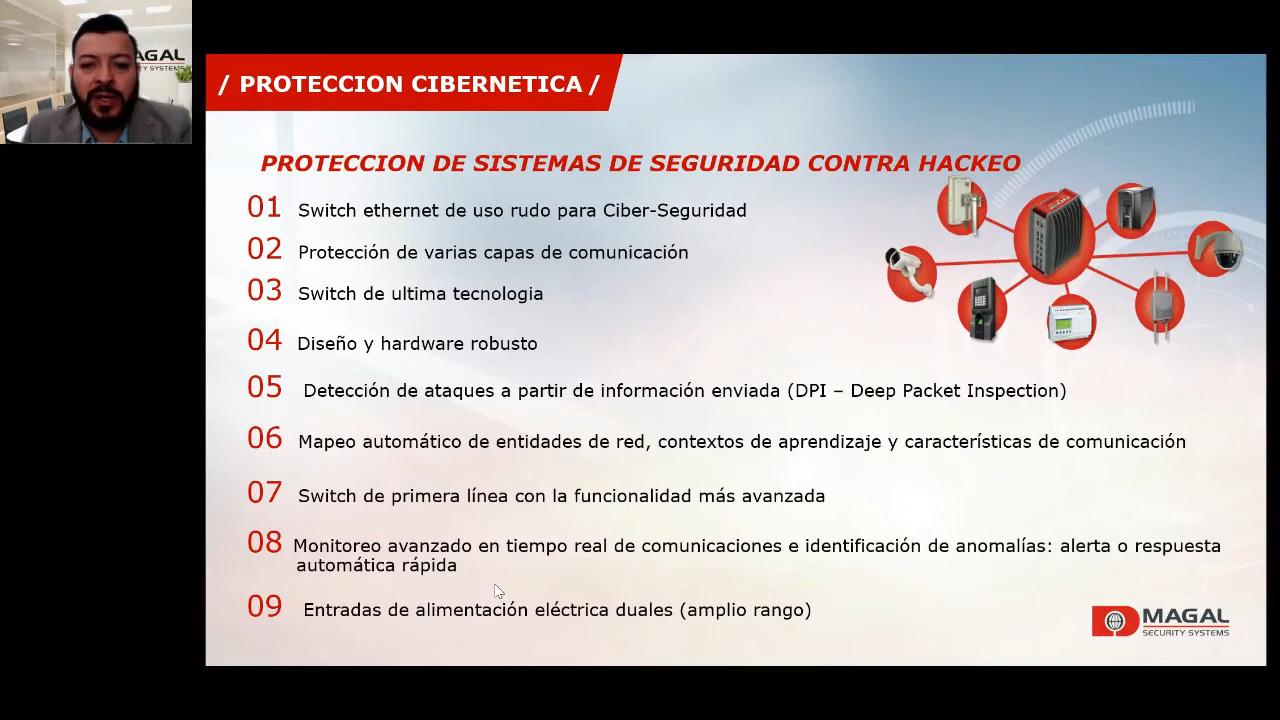 AGAL
SECURITY SYSTEMS
/ PROTECCION CIBERNETICA /
PROTECCION DE SISTEMAS DE SEGURIDAD CONTRA HACKEO
01 Switch ethernet de uso rudo para Ciber-Seguridad
02 Protección de varias capas de comunicación
03 Switch de ultima tecnologia
04 Diseño y hardware robusto
05 Detección de ataques a partir de información enviada (DPI – Deep Packet Inspection)
06 Mapeo automático de entidades de red, contextos de aprendizaje y características de comunicación
07 Switch de primera línea con la funcionalidad más avanzada
08 Monitoreo avanzado en tiempo real de comunicaciones e identificación de anomalías: alerta o respuesta
automática rápida
09 Entradas de alimentación eléctrica duales (amplio rango)
MAGAL
SECURITY SYSTEMS